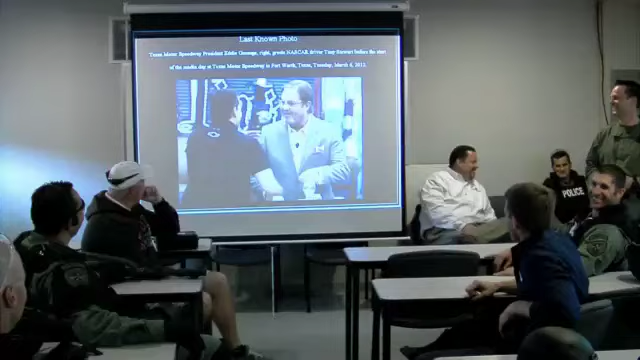 Last Known Photo
Texas Motor Speedway President Eddie Gossage, right, greets NASCAR driver Tony Stewart before the start
of the media day at Texas Motor Speedway in Fort Worth, Texas, Tuesday, March 6, 2012.
POLICE